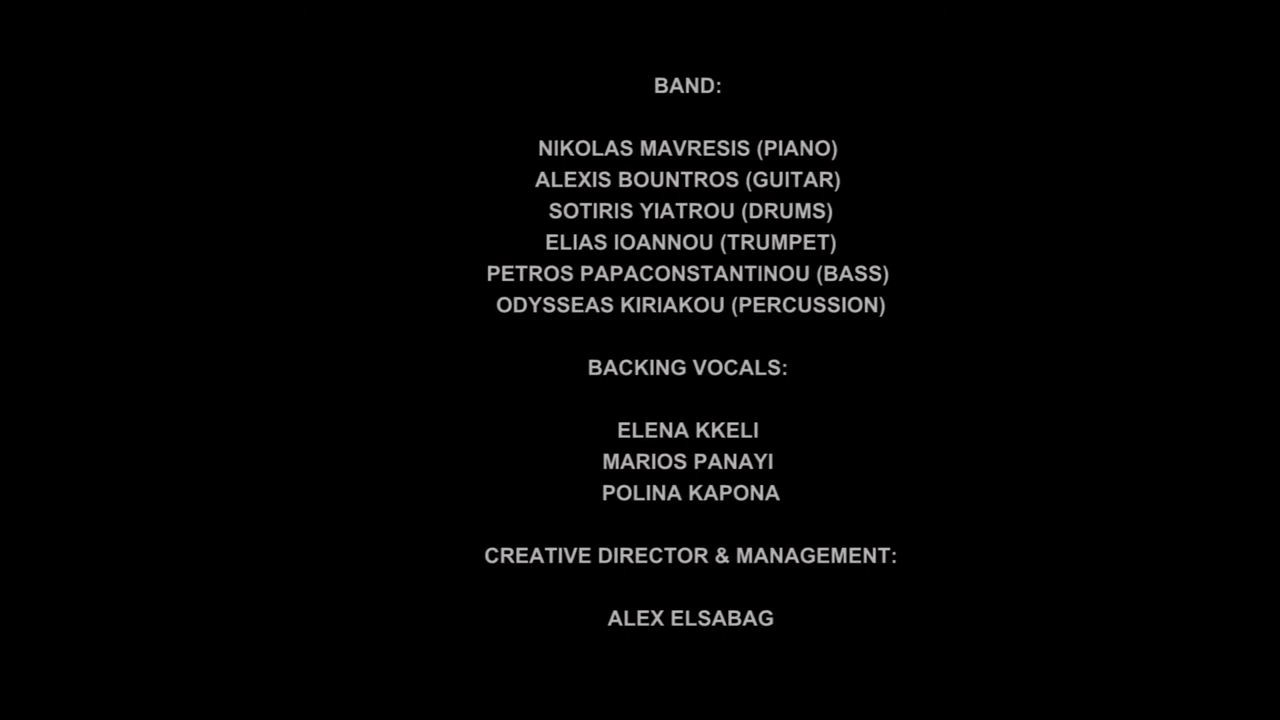 BAND:
NIKOLAS MAVRESIS (PIANO)
ALEXIS BOUNTROS (GUITAR)
SOTIRIS YIATROU (DRUMS)
ELIAS IOANNOU (TRUMPET)
PETROS PAPACONSTANTINOU (BASS)
ODYSSEAS KIRIAKOU (PERCUSSION)
BACKING VOCALS:
ELENA KKELI
MARIOS PANAYI
POLINA KAPONA
CREATIVE DIRECTOR & MANAGEMENT:
ALEX ELSABAG